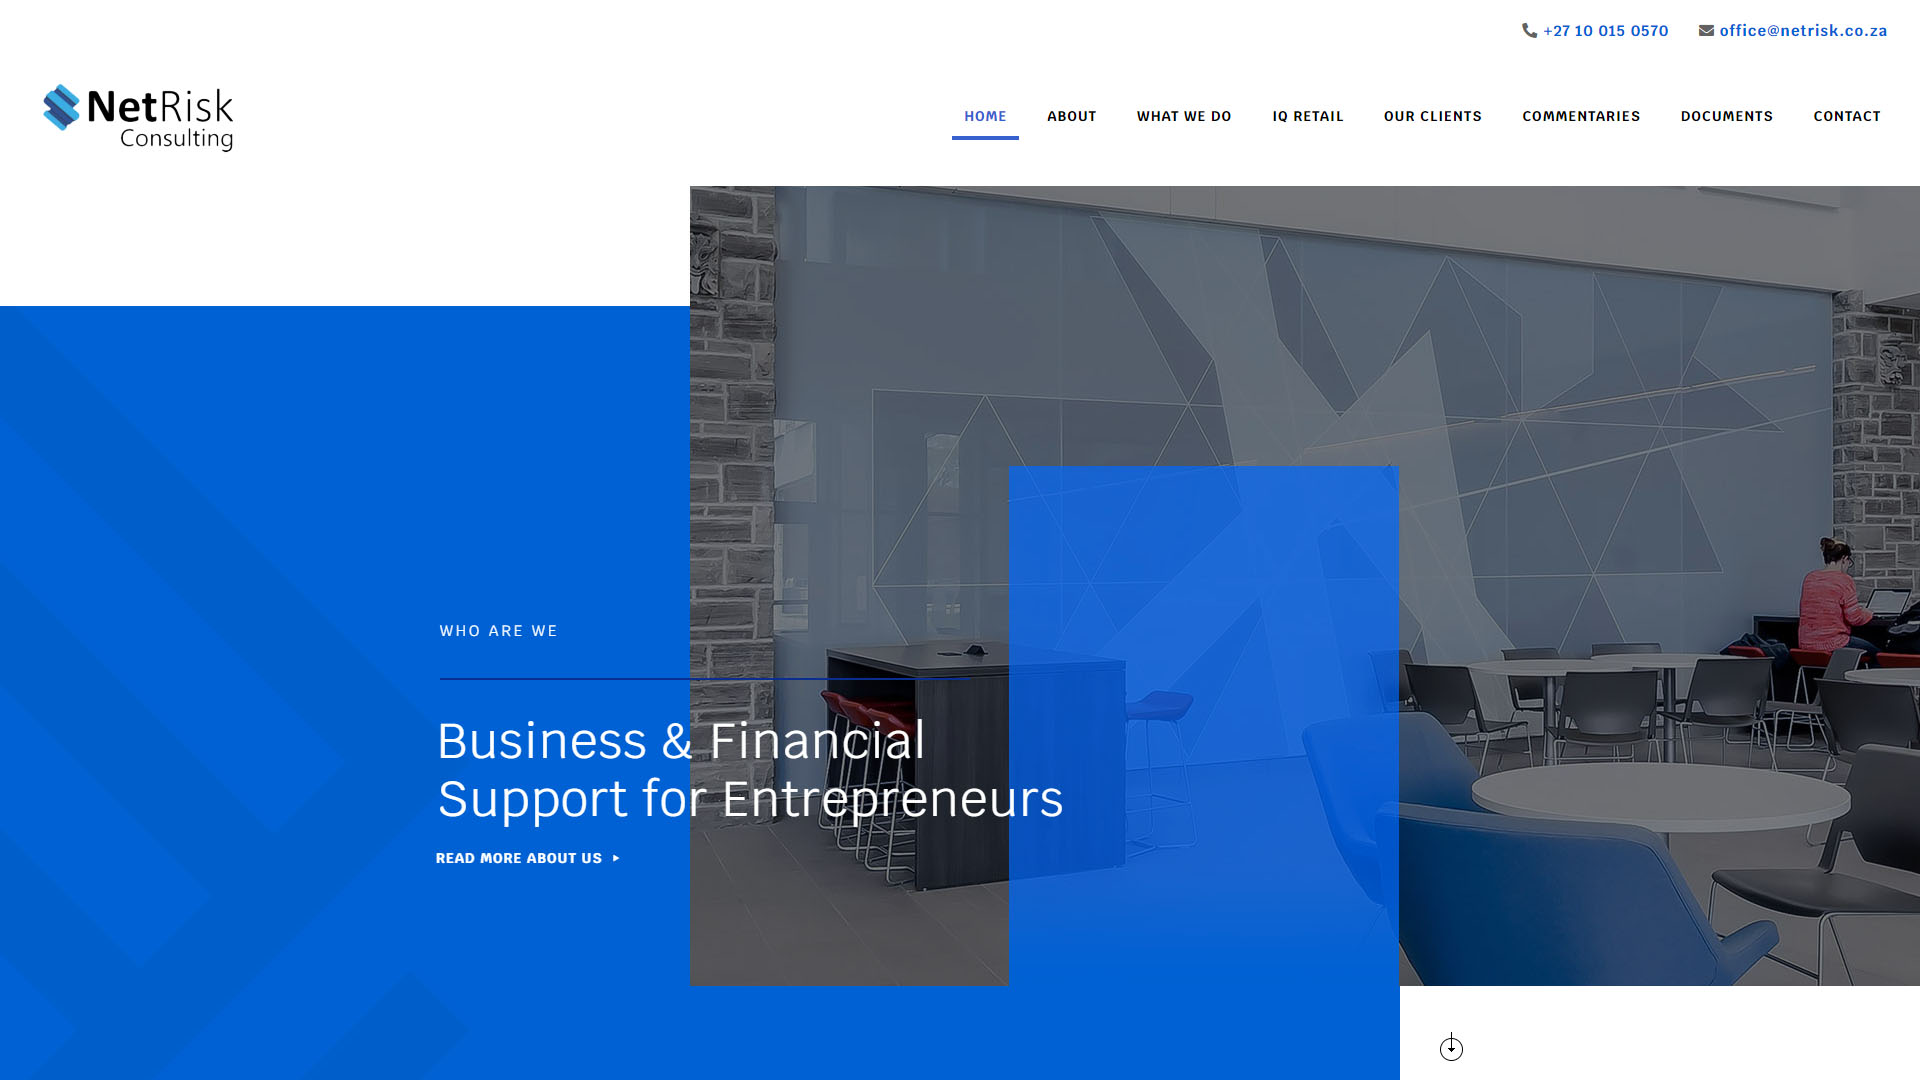 +27 10 015 0570 office@netrisk.co.za
NetRisk
Consulting
HOME ABOUT WHAT WE DO IQ RETAIL OUR CLIENTS COMMENTARIES DOCUMENTS CONTACT
WHO ARE WE
Business & Financial
Support for Entrepreneurs
READ MORE ABOUT US